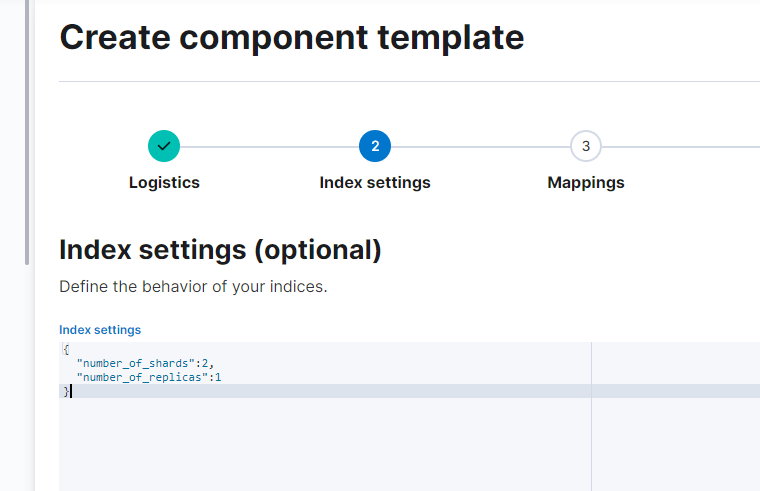 Create component template
2
3
Logistics
Index settings
Mappings
Index settings (optional)
Define the behavior of your indices.
Index settings
{
"number_of_shards":2,
"number_of_replicas":1
}